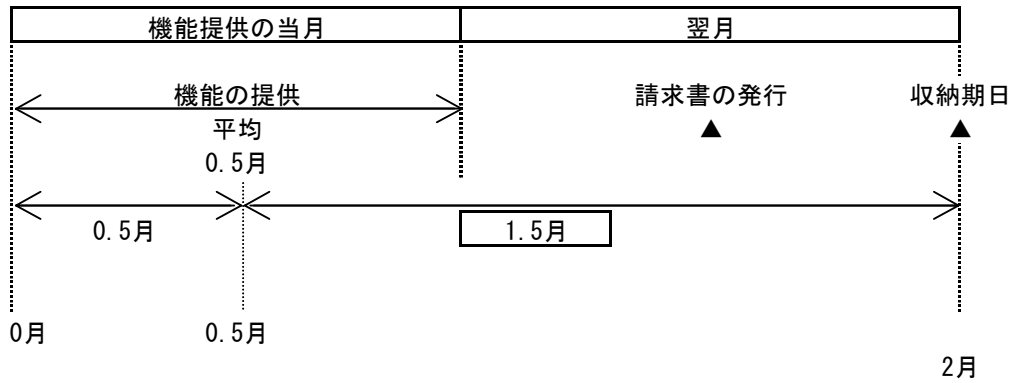 機能提供の当月 翌月
機能の提供 請求書の発行 収納期日
平均 ▲ ▲
0.5月
0.5月 1.5月
0月 0.5月
2月